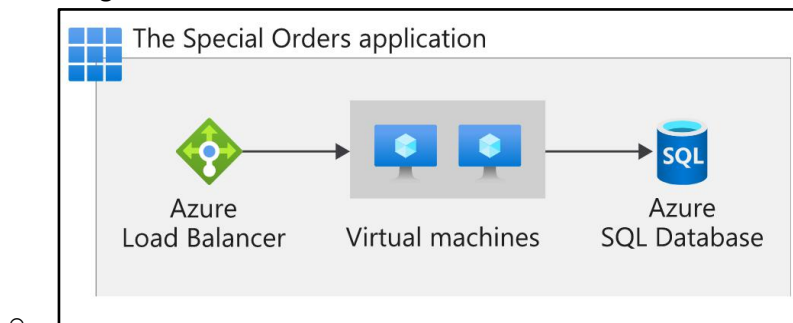 The Special Orders application
SQL
Azure
Load Balancer
Virtual machines
Azure
SQL Database